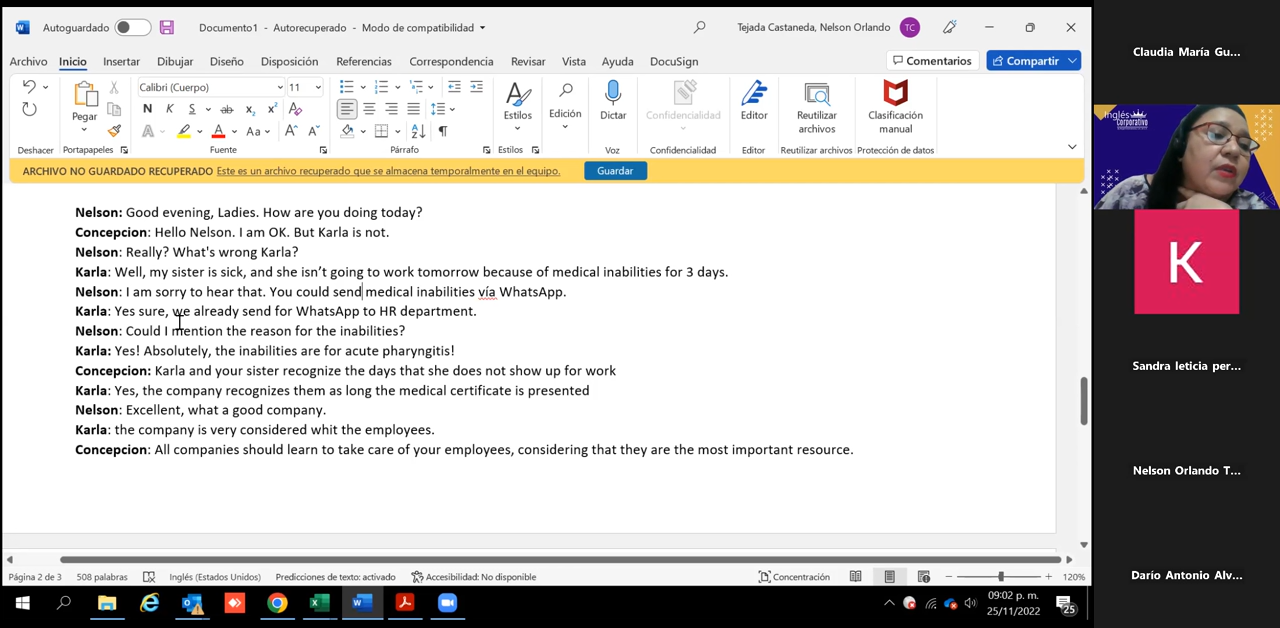 Autoguardado Documento1 - Autorecuperado - Modo de compatibilidad Tejada Castaneda, Nelson Orlando TC
Archivo Inicio Insertar Dibujar Diseño Disposición Referencias Correspondencia Revisar Vista Ayuda DocuSign Comentarios Compartir
Calibri (Cuerpo) 11
Pegar Estilos Edición Dictar Confidencialidad Editor Reutilizar archivos Clasificación manual
N K S ab x₂ x² Aa
Deshacer Portapapeles Fuente Párrafo Estilos Voz Confidencialidad Editor Reutilizar archivos Protección de datos
ARCHIVO NO GUARDADO RECUPERADO Este es un archivo recuperado que se almacena temporalmente en el equipo. Guardar
Nelson: Good evening, Ladies. How are you doing today?
Concepcion: Hello Nelson. I am OK. But Karla is not.
Nelson: Really? What's wrong Karla?
Karla: Well, my sister is sick, and she isn’t going to work tomorrow because of medical inabilities for 3 days.
Nelson: I am sorry to hear that. You could send medical inabilities vía WhatsApp.
Karla: Yes sure, we already send for WhatsApp to HR department.
Nelson: Could I mention the reason for the inabilities?
Karla: Yes! Absolutely, the inabilities are for acute pharyngitis!
Concepcion: Karla and your sister recognize the days that she does not show up for work
Karla: Yes, the company recognizes them as long the medical certificate is presented
Nelson: Excellent, what a good company.
Karla: the company is very considered whit the employees.
Concepcion: All companies should learn to take care of your employees, considering that they are the most important resource.
Página 2 de 3 508 palabras Inglés (Estados Unidos) Predicciones de texto: activado Accesibilidad: No disponible Concentración 120%
09:02 p. m.
25/11/2022
25
Claudia María Gu...
Inglés
Corporativo
K
Sandra leticia per...
Nelson Orlando T...
Darío Antonio Alv...